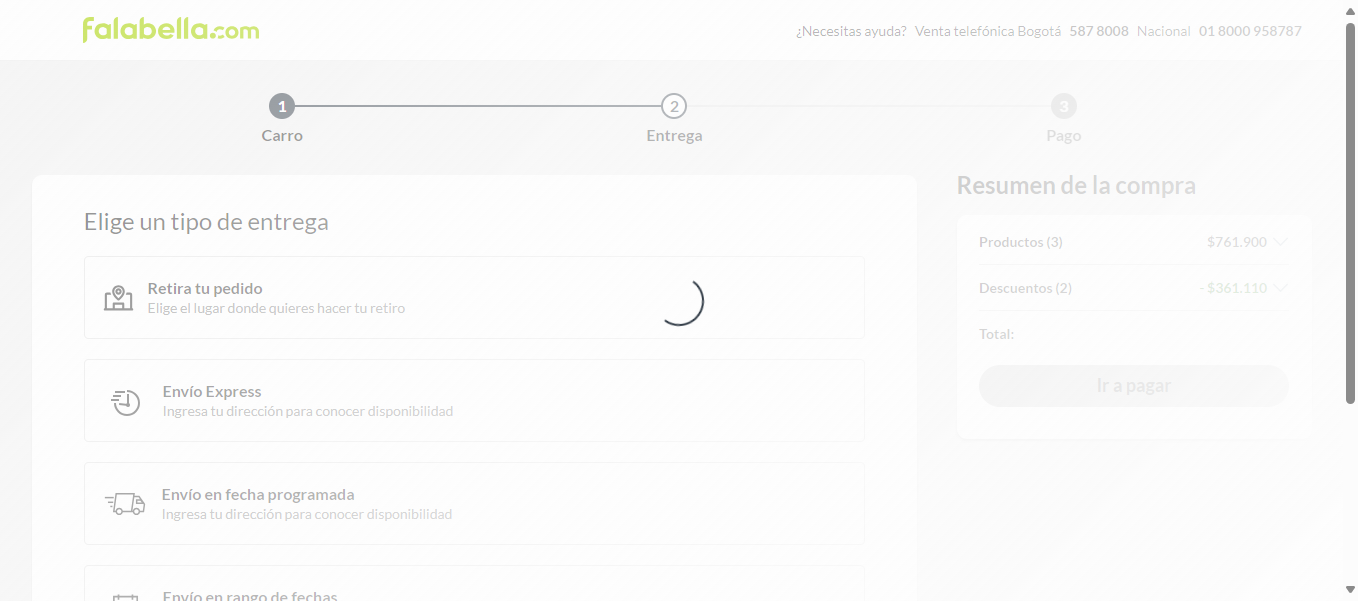 falabella.com
¿Necesitas ayuda? Venta telefónica Bogotá 587 8008 Nacional 01 8000 958787
1
2
3
Carro
Entrega
Pago
Elige un tipo de entrega
Retira tu pedido
Elige el lugar donde quieres hacer tu retiro
Envío Express
Ingresa tu dirección para conocer disponibilidad
Envío en fecha programada
Ingresa tu dirección para conocer disponibilidad
Envío en rango de fechas
Resumen de la compra
Productos (3) $761.900
Descuentos (2) - $361.110
Total:
Ir a pagar